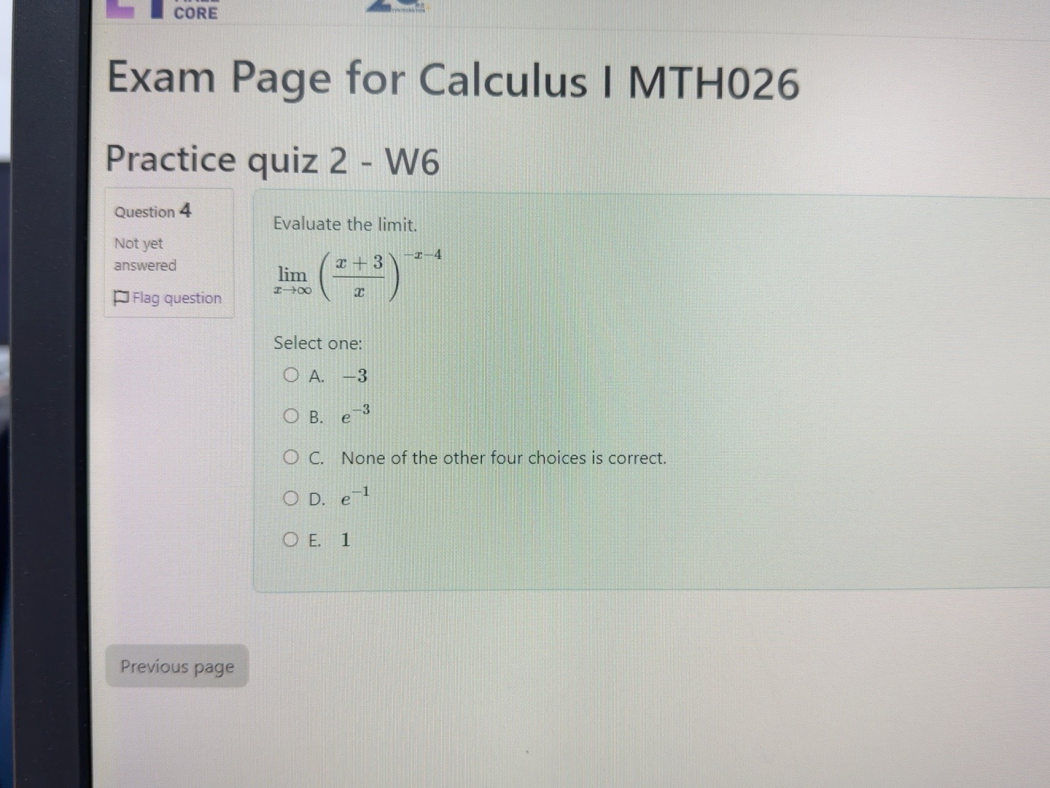 CORE
Exam Page for Calculus I MTH026
Practice quiz 2 - W6
Question 4
Not yet
answered
Flag question
Evaluate the limit.
lim x→∞ ((x + 3)/x)^(−x−4)
Select one:
A. −3
B. e^−3
C. None of the other four choices is correct.
D. e^−1
E. 1
Previous page